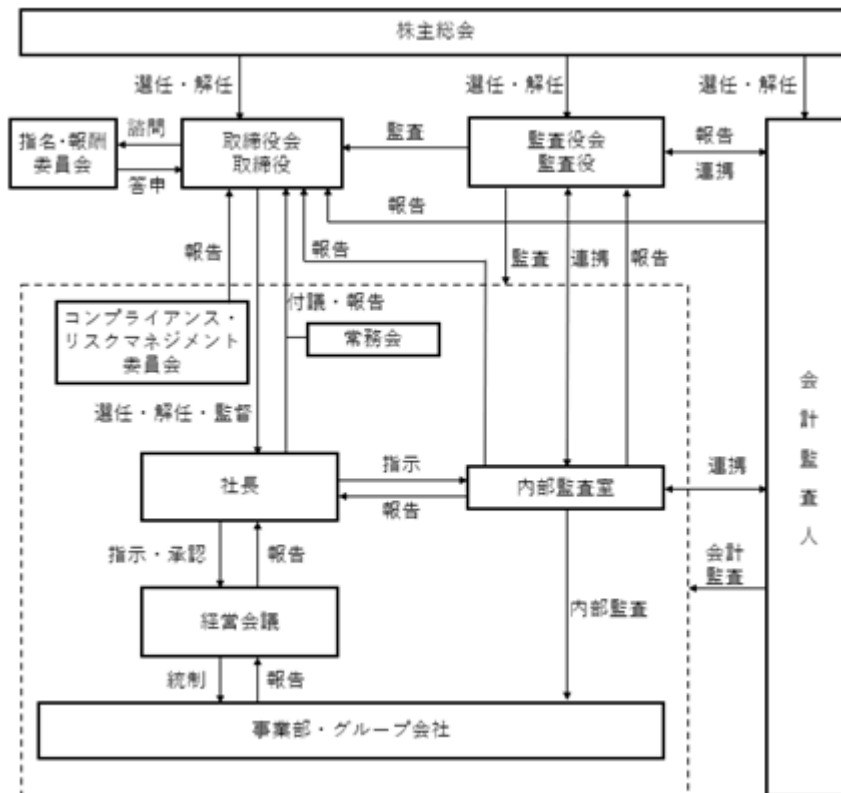 株主総会
選任・解任
選任・解任
選任・解任
指名・報酬
委員会
諮問
答申
取締役会
取締役
監査
監査役会
監査役
報告
連携
報告
報告
報告
監査
連携
報告
付議・報告
コンプライアンス・
リスクマネジメント
委員会
常務会
選任・解任・監督
会計監査人
社長
指示
報告
内部監査室
連携
指示・承認
報告
会計
監査
経営会議
内部監査
統制
報告
事業部・グループ会社